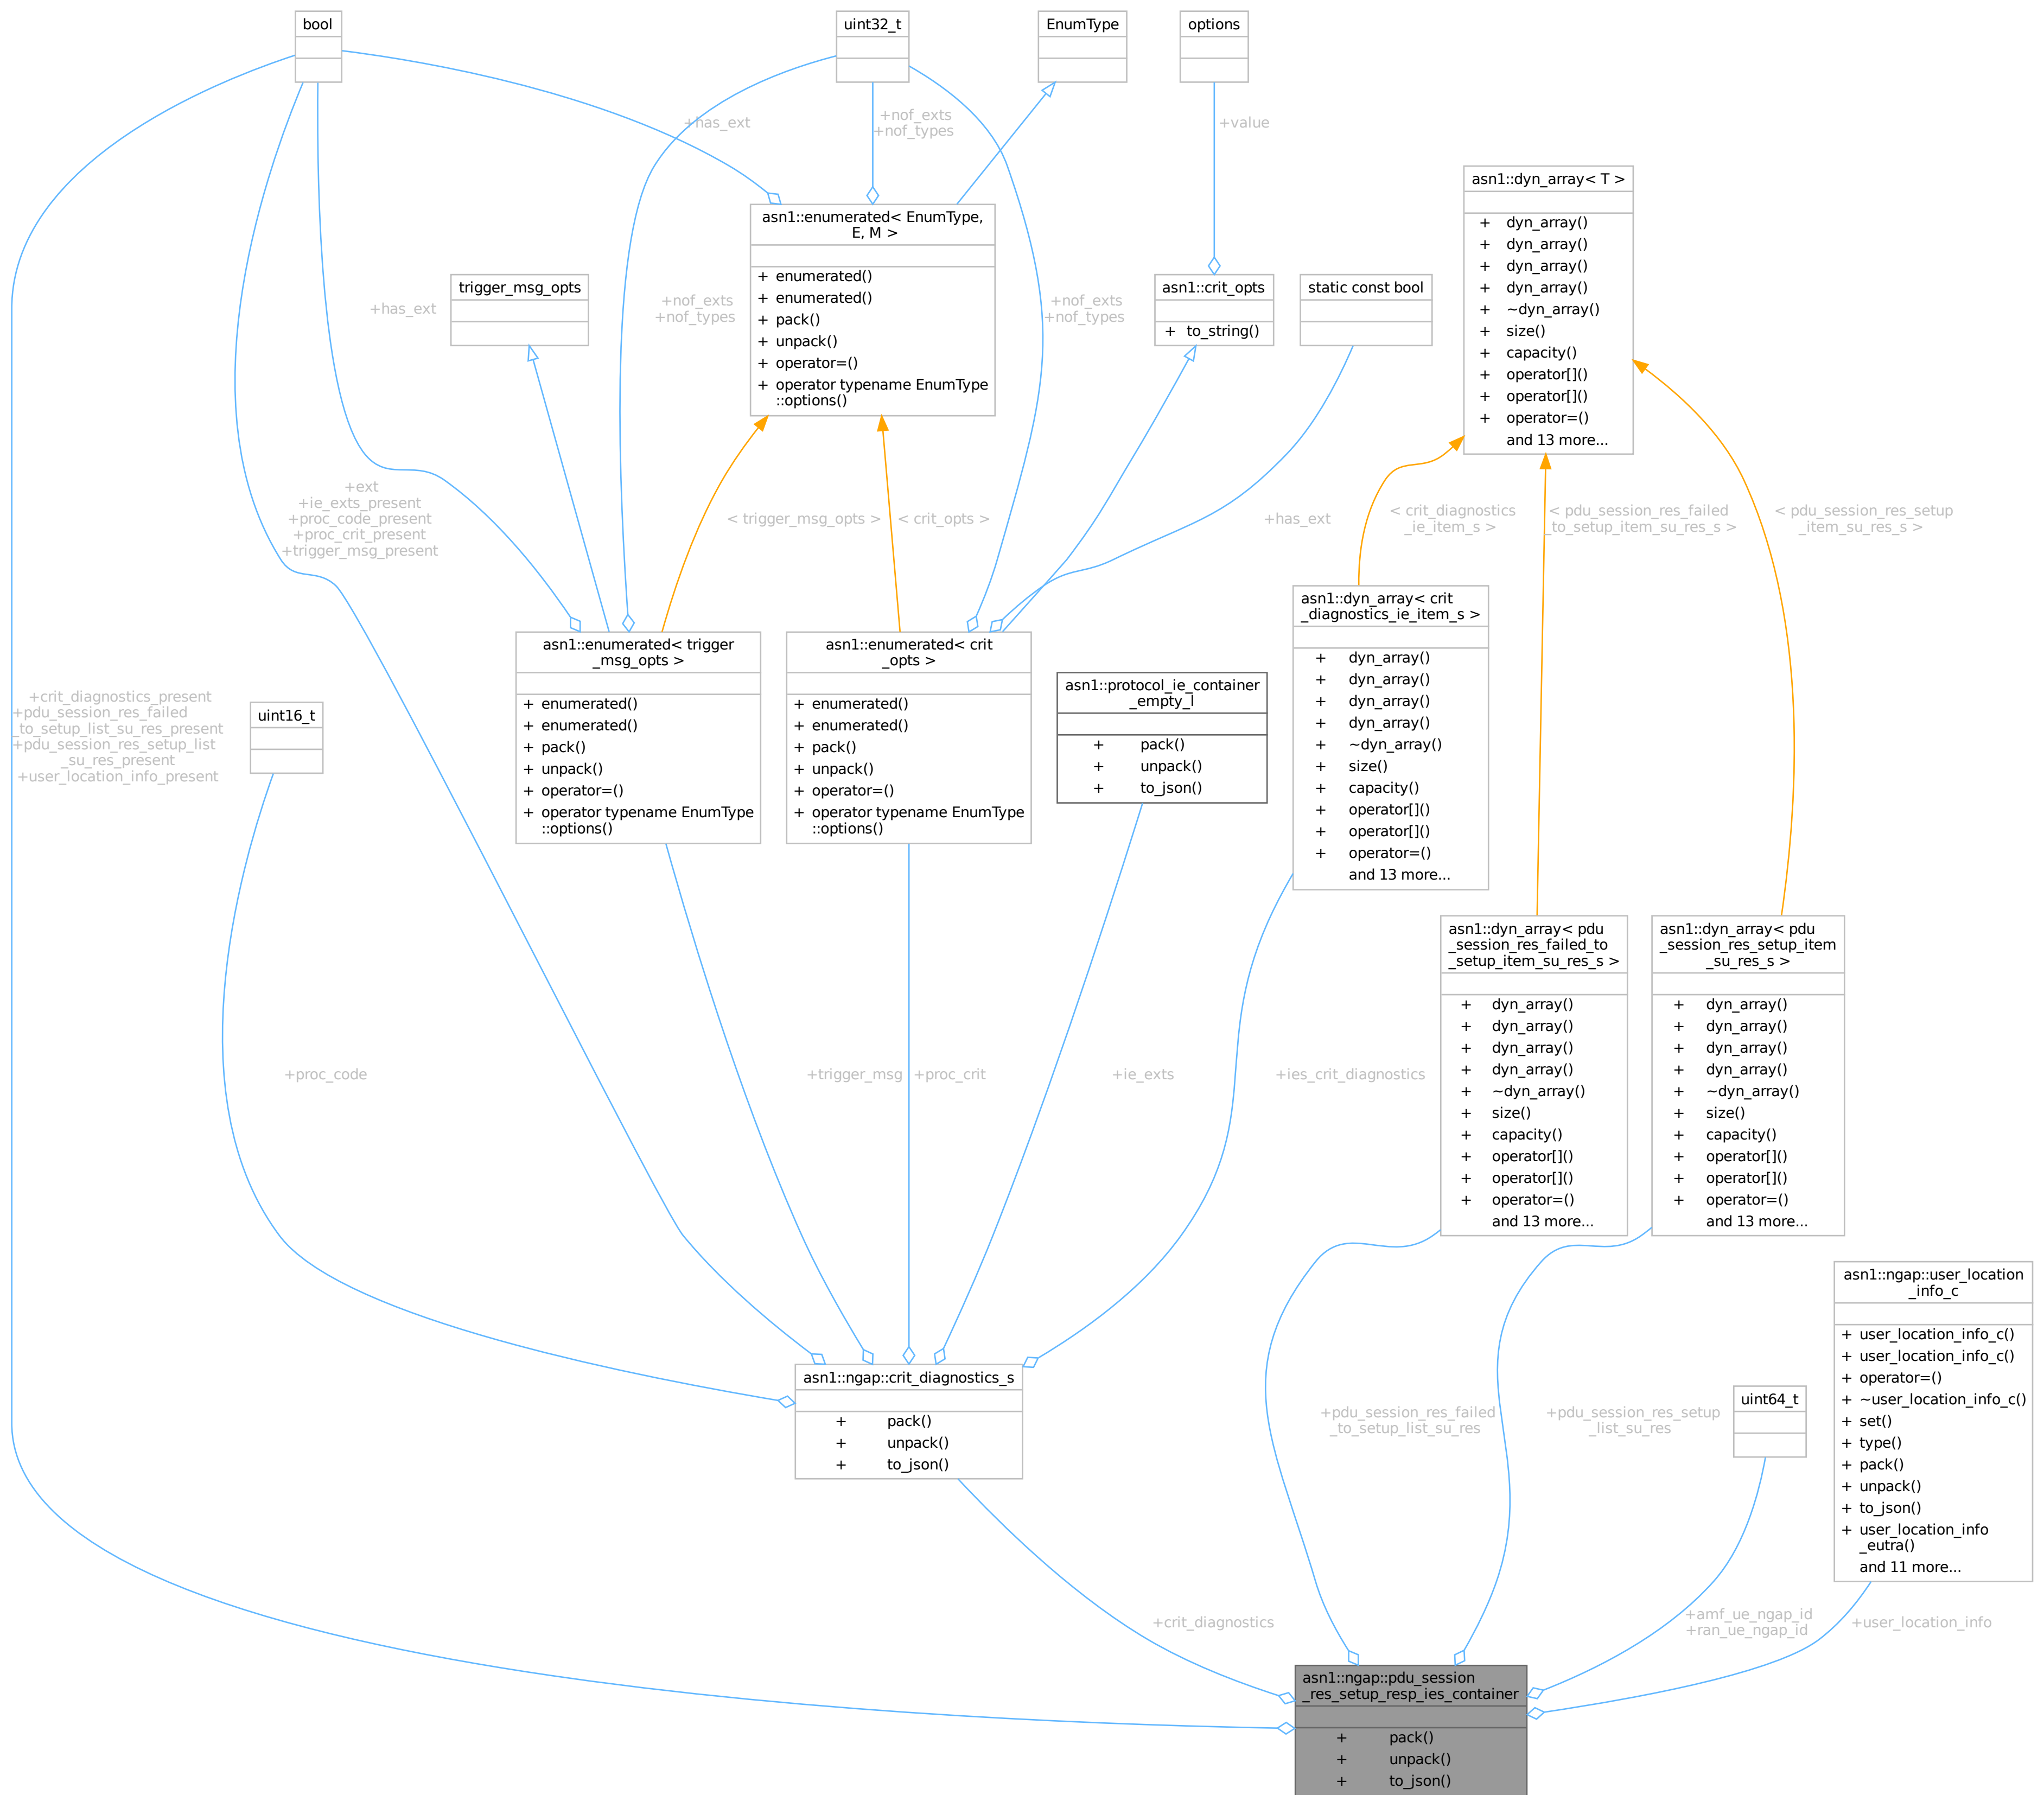 bool
uint32_t
EnumType
options
+has_ext
+nof_exts
+nof_types
+value
asn1::dyn_array< T >
+ dyn_array()
+ dyn_array()
+ dyn_array()
+ dyn_array()
+ ~dyn_array()
+ size()
+ capacity()
+ operator[]()
+ operator[]()
+ operator=()
and 13 more...
asn1::enumerated< EnumType,
E, M >
+ enumerated()
+ enumerated()
+ pack()
+ unpack()
+ operator=()
+ operator typename EnumType
::options()
trigger_msg_opts
asn1::crit_opts
+ to_string()
static const bool
+has_ext
+nof_exts
+nof_types
+nof_exts
+nof_types
+ext
+ie_exts_present
+proc_code_present
+proc_crit_present
+trigger_msg_present
< trigger_msg_opts >
< crit_opts >
+has_ext
< crit_diagnostics
_ie_item_s >
< pdu_session_res_failed
_to_setup_item_su_res_s >
< pdu_session_res_setup
_item_su_res_s >
asn1::dyn_array< crit
_diagnostics_ie_item_s >
+ dyn_array()
+ dyn_array()
+ dyn_array()
+ dyn_array()
+ ~dyn_array()
+ size()
+ capacity()
+ operator[]()
+ operator[]()
+ operator=()
and 13 more...
asn1::enumerated< trigger
_msg_opts >
+ enumerated()
+ enumerated()
+ pack()
+ unpack()
+ operator=()
+ operator typename EnumType
::options()
asn1::enumerated< crit
_opts >
+ enumerated()
+ enumerated()
+ pack()
+ unpack()
+ operator=()
+ operator typename EnumType
::options()
asn1::protocol_ie_container
_empty_l
+ pack()
+ unpack()
+ to_json()
+crit_diagnostics_present
+pdu_session_res_failed
_to_setup_list_su_res_present
+pdu_session_res_setup_list
_su_res_present
+user_location_info_present
uint16_t
asn1::dyn_array< pdu
_session_res_failed_to
_setup_item_su_res_s >
+ dyn_array()
+ dyn_array()
+ dyn_array()
+ dyn_array()
+ ~dyn_array()
+ size()
+ capacity()
+ operator[]()
+ operator[]()
+ operator=()
and 13 more...
asn1::dyn_array< pdu
_session_res_setup_item
_su_res_s >
+ dyn_array()
+ dyn_array()
+ dyn_array()
+ dyn_array()
+ ~dyn_array()
+ size()
+ capacity()
+ operator[]()
+ operator[]()
+ operator=()
and 13 more...
+proc_code
+trigger_msg
+proc_crit
+ie_exts
+ies_crit_diagnostics
asn1::ngap::user_location
_info_c
+ user_location_info_c()
+ user_location_info_c()
+ operator=()
+ ~user_location_info_c()
+ set()
+ type()
+ pack()
+ unpack()
+ to_json()
+ user_location_info
_eutra()
and 11 more...
asn1::ngap::crit_diagnostics_s
+ pack()
+ unpack()
+ to_json()
+pdu_session_res_failed
_to_setup_list_su_res
+pdu_session_res_setup
_list_su_res
uint64_t
+crit_diagnostics
+amf_ue_ngap_id
+ran_ue_ngap_id
+user_location_info
asn1::ngap::pdu_session
_res_setup_resp_ies_container
+ pack()
+ unpack()
+ to_json()